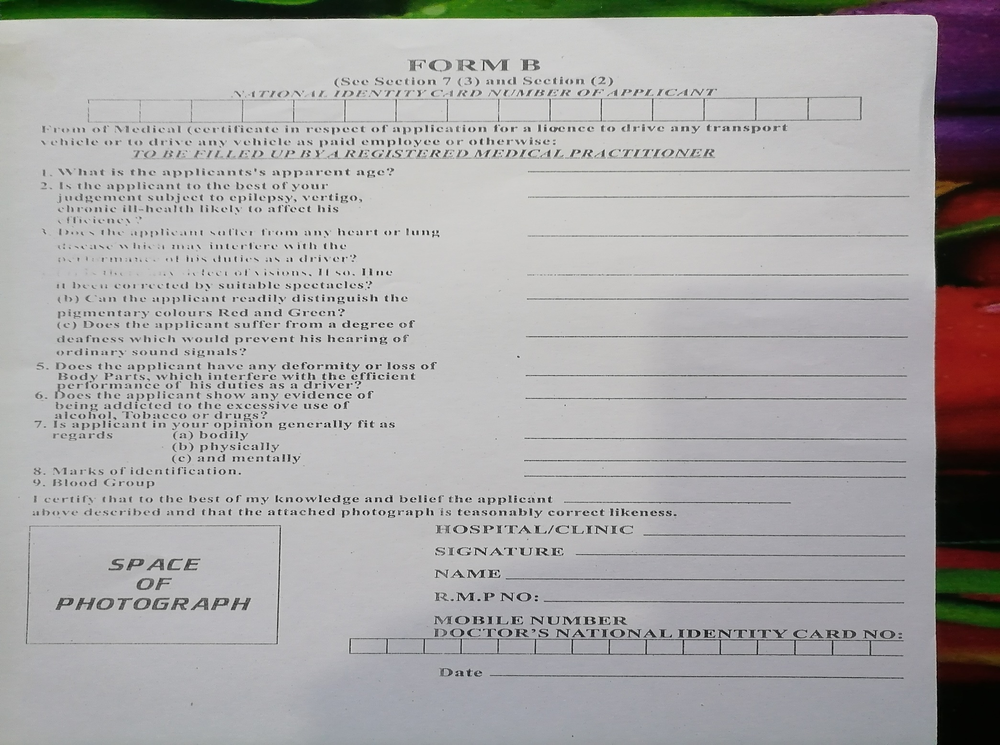 FORM B
(See Section 7 (3) and Section (2)
NATIONAL IDENTITY CARD NUMBER OF APPLICANT
From of Medical (certificate in respect of application for a licence to drive any transport
vehicle or to drive any vehicle as paid employee or otherwise:
TO BE FILLED UP BY A REGISTERED MEDICAL PRACTITIONER
1. What is the applicants's apparent age?
2. Is the applicant to the best of your
judgement subject to epilepsy, vertigo,
chronic ill-health likely to affect his
efficiency?
3. Does the applicant suffer from any heart or lung
disease which may interfere with the
performance of his duties as a driver?
is there any defect of visions, If so, Hne
it been corrected by suitable spectacles?
(b) Can the applicant readily distinguish the
pigmentary colours Red and Green?
(c) Does the applicant suffer from a degree of
deafness which would prevent his hearing of
ordinary sound signals?
5. Does the applicant have any deformity or loss of
Body Parts, which interfere with the efficient
performance of his duties as a driver?
6. Does the applicant show any evidence of
being addicted to the excessive use of
alcohol, Tobacco or drugs?
7. Is applicant in your opinion generally fit as
regards (a) bodily
(b) physically
(c) and mentally
8. Marks of identification.
9. Blood Group
I certify that to the best of my knowledge and belief the applicant
above described and that the attached photograph is teasonably correct likeness.
HOSPITAL/CLINIC
SIGNATURE
NAME
R.M.P NO:
MOBILE NUMBER
DOCTOR'S NATIONAL IDENTITY CARD NO:
Date
SPACE
OF
PHOTOGRAPH